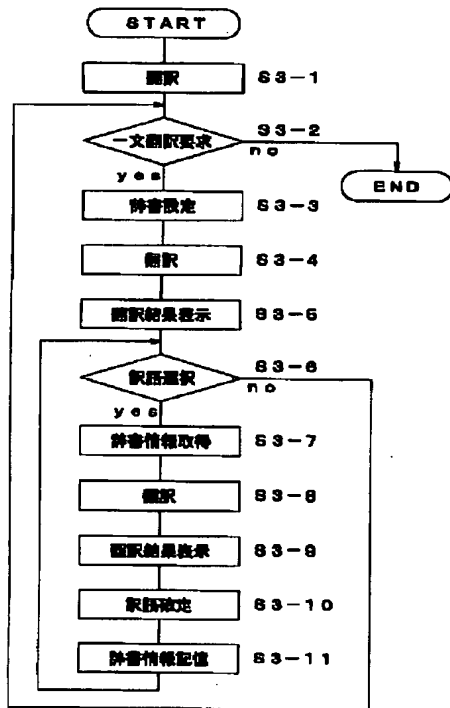 START
翻訳 S3-1
一文翻訳要求 S3-2
no
yes
END
辞書設定 S3-3
翻訳 S3-4
翻訳結果表示 S3-5
訳語選択 S3-6
no
yes
辞書情報取得 S3-7
翻訳 S3-8
翻訳結果表示 S3-9
訳語確定 S3-10
辞書情報記憶 S3-11